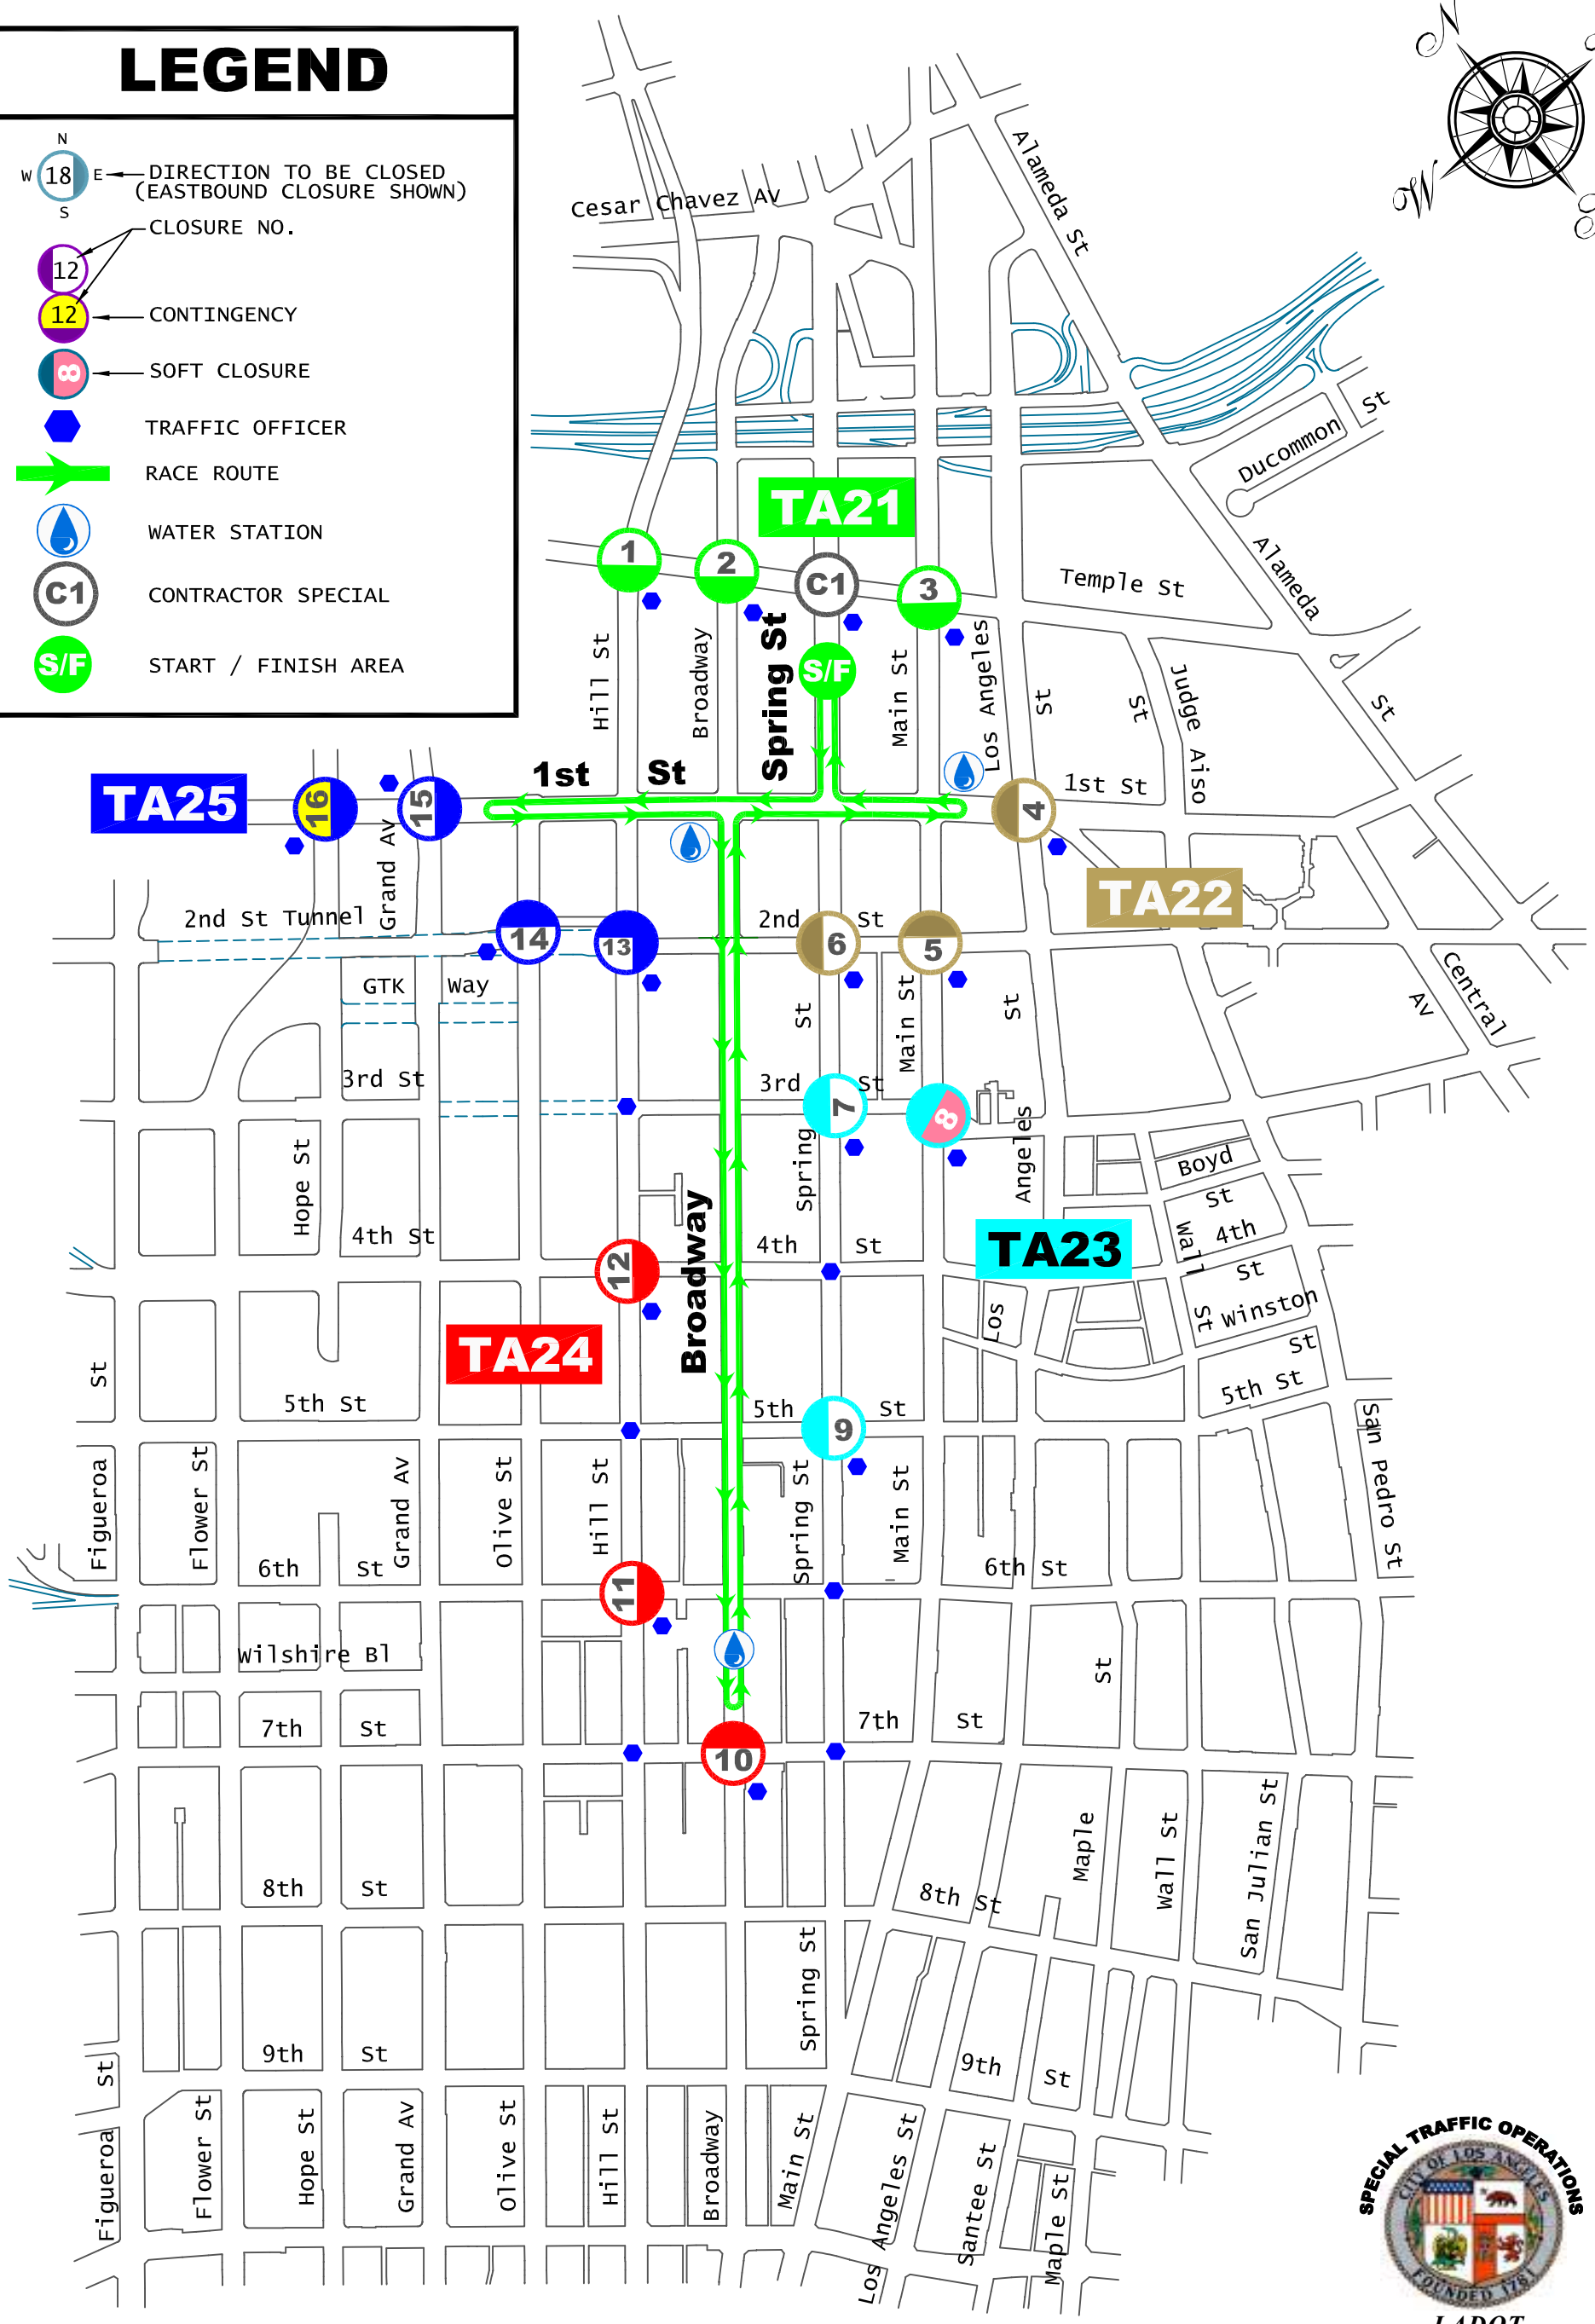 LEGEND
N
W 18 E
S
DIRECTION TO BE CLOSED
(EASTBOUND CLOSURE SHOWN)
CLOSURE NO.
12
12
CONTINGENCY
8
SOFT CLOSURE
TRAFFIC OFFICER
RACE ROUTE
WATER STATION
C1
CONTRACTOR SPECIAL
S/F
START / FINISH AREA
N
W
Cesar Chavez Av
Alameda St
Ducommun St
TA21
1
2
C1
3
Temple St
Alameda St
Hill St
Broadway
Spring St
S/F
Main St
Los Angeles St
St
Judge Aiso
TA25
16
15
1st St
4
1st St
Grand Av
TA22
2nd St Tunnel
14
13
2nd St
6
5
GTK Way
St
Main St
St
Central Av
3rd St
3rd St
7
8
Hope St
Spring
Angeles
Boyd St
4th St
12
Broadway
4th St
TA23
Wall St
4th St
Winston St
Los
TA24
St
5th St
5th St
9
5th St
Figueroa
Flower St
Grand Av
Olive St
Hill St
Spring St
Main St
San Pedro St
6th St
11
6th St
Wilshire Bl
St
7th St
7th St
10
Maple
Wall St
San Julian St
8th St
8th St
Spring St
9th St
9th St
Figueroa St
Flower St
Hope St
Grand Av
Olive St
Hill St
Broadway
Main St
Los Angeles St
Santee St
Maple St
SPECIAL TRAFFIC OPERATIONS
CITY OF LOS ANGELES
FOUNDED 1781
LADOT